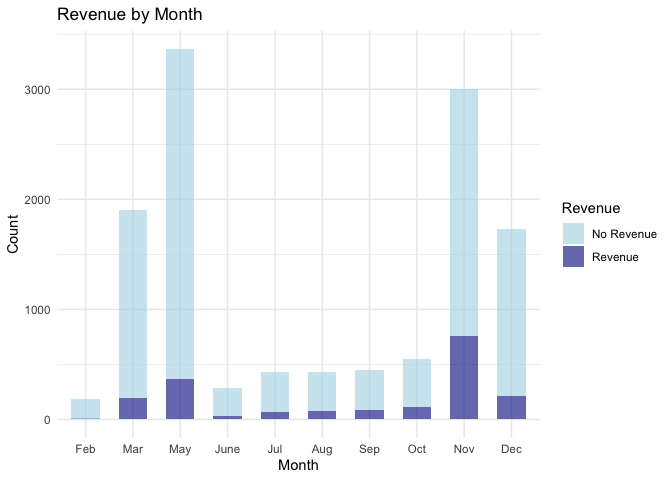 Revenue by Month
3000
2000
1000
0
Count
Feb Mar May June Jul Aug Sep Oct Nov Dec
Month
Revenue
No Revenue
Revenue